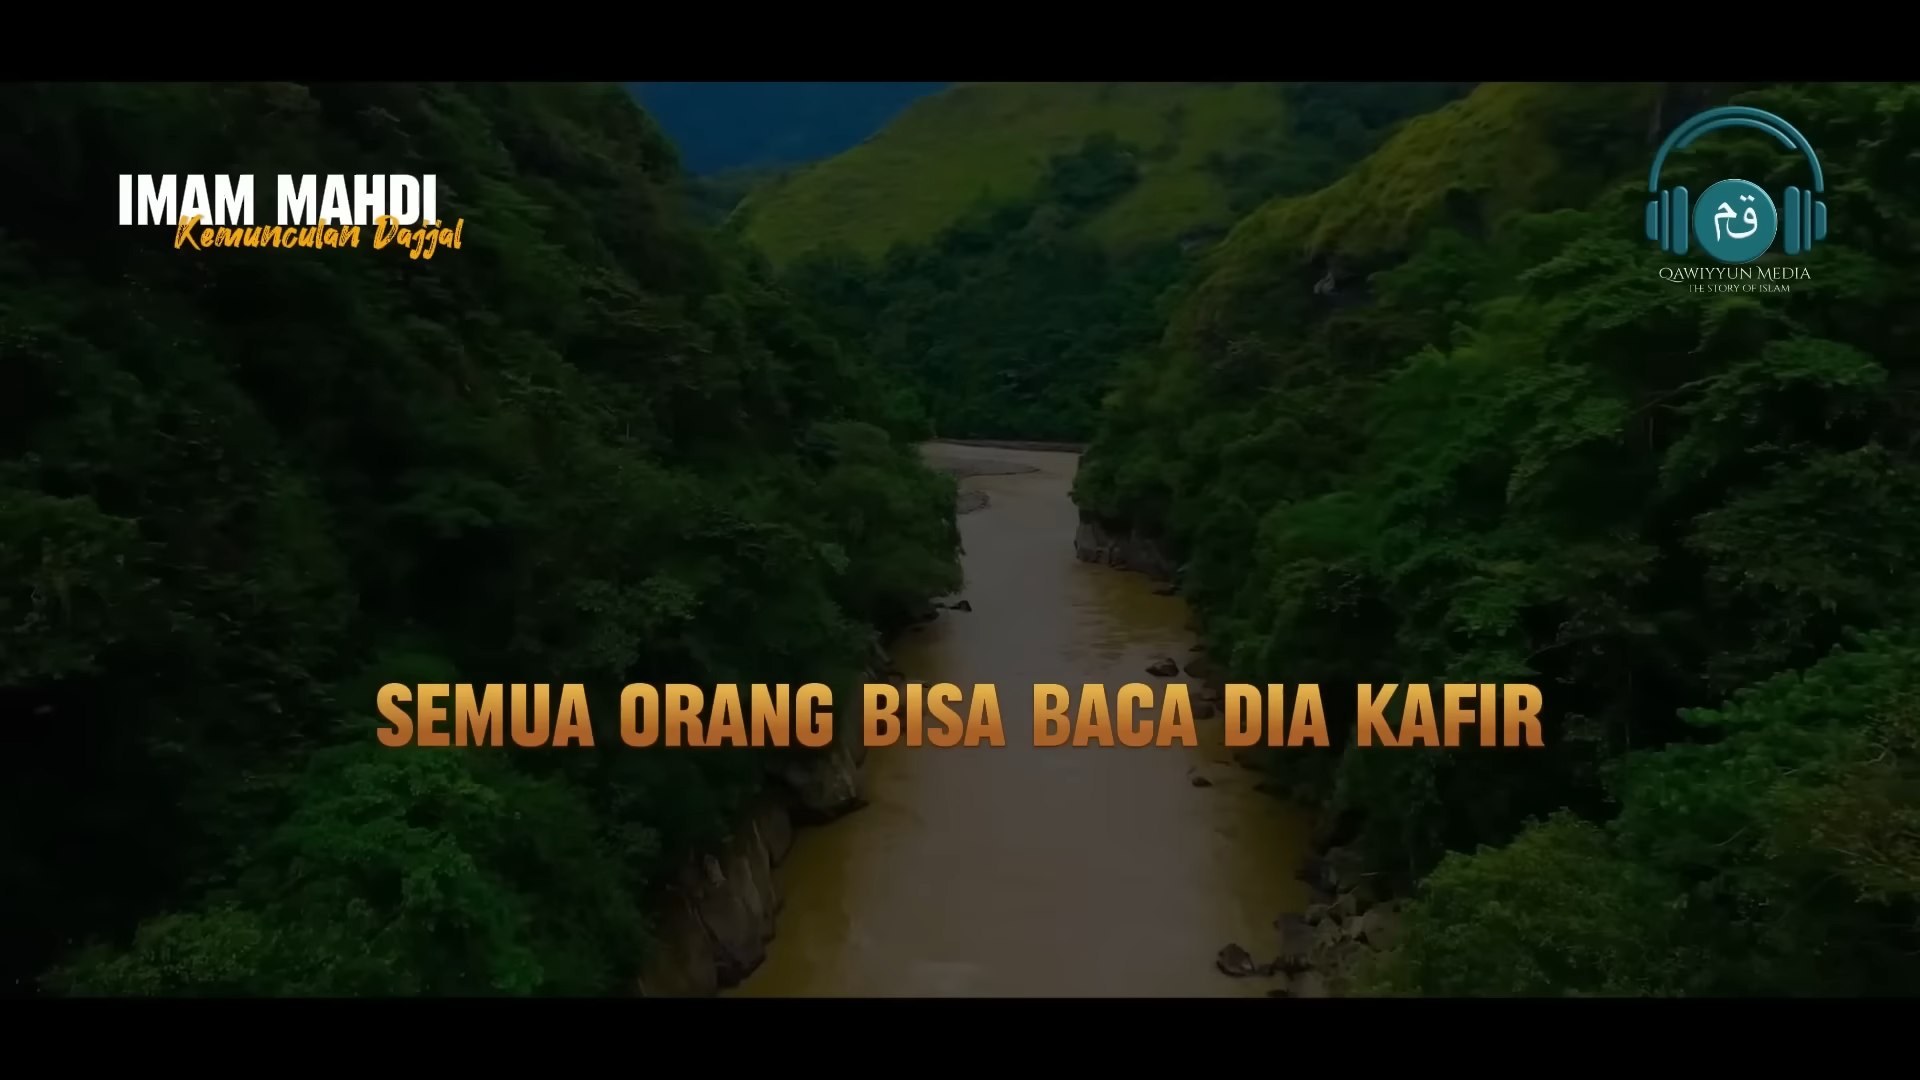 IMAM MAHDI
Kemunculan Dajjal
قم
QAWIYYUN MEDIA
THE STORY OF ISLAM
SEMUA ORANG BISA BACA DIA KAFIR